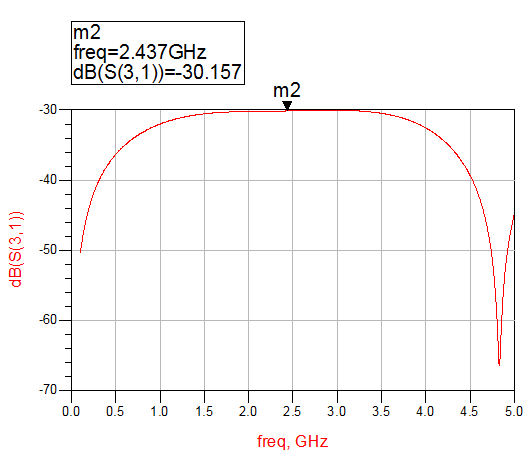 m2
freq=2.437GHz
dB(S(3,1))=-30.157
m2
-30
-40
-50
-60
-70
dB(S(3,1))
0.0 0.5 1.0 1.5 2.0 2.5 3.0 3.5 4.0 4.5 5.0
freq, GHz